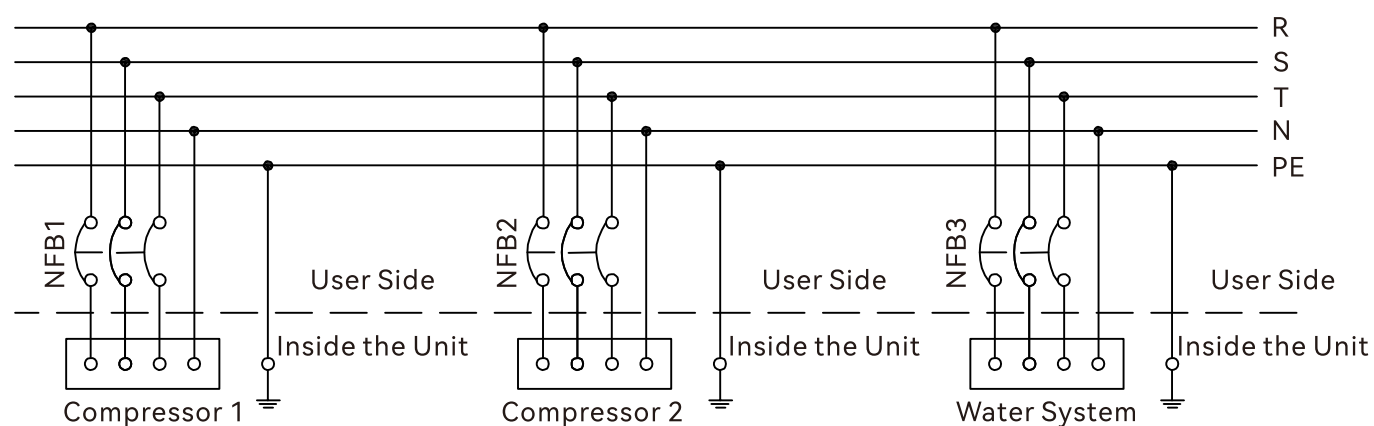 R
S
T
N
PE
NFB1
NFB2
NFB3
User Side
User Side
User Side
Inside the Unit
Inside the Unit
Inside the Unit
Compressor 1
Compressor 2
Water System